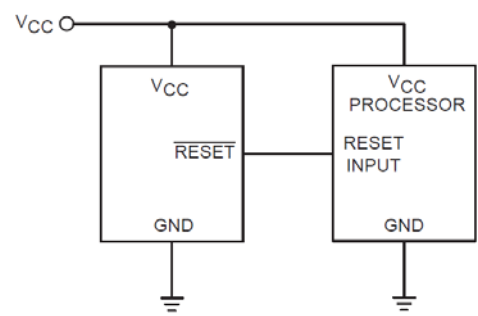 VCC
VCC
RESET
GND
VCC
PROCESSOR
RESET
INPUT
GND